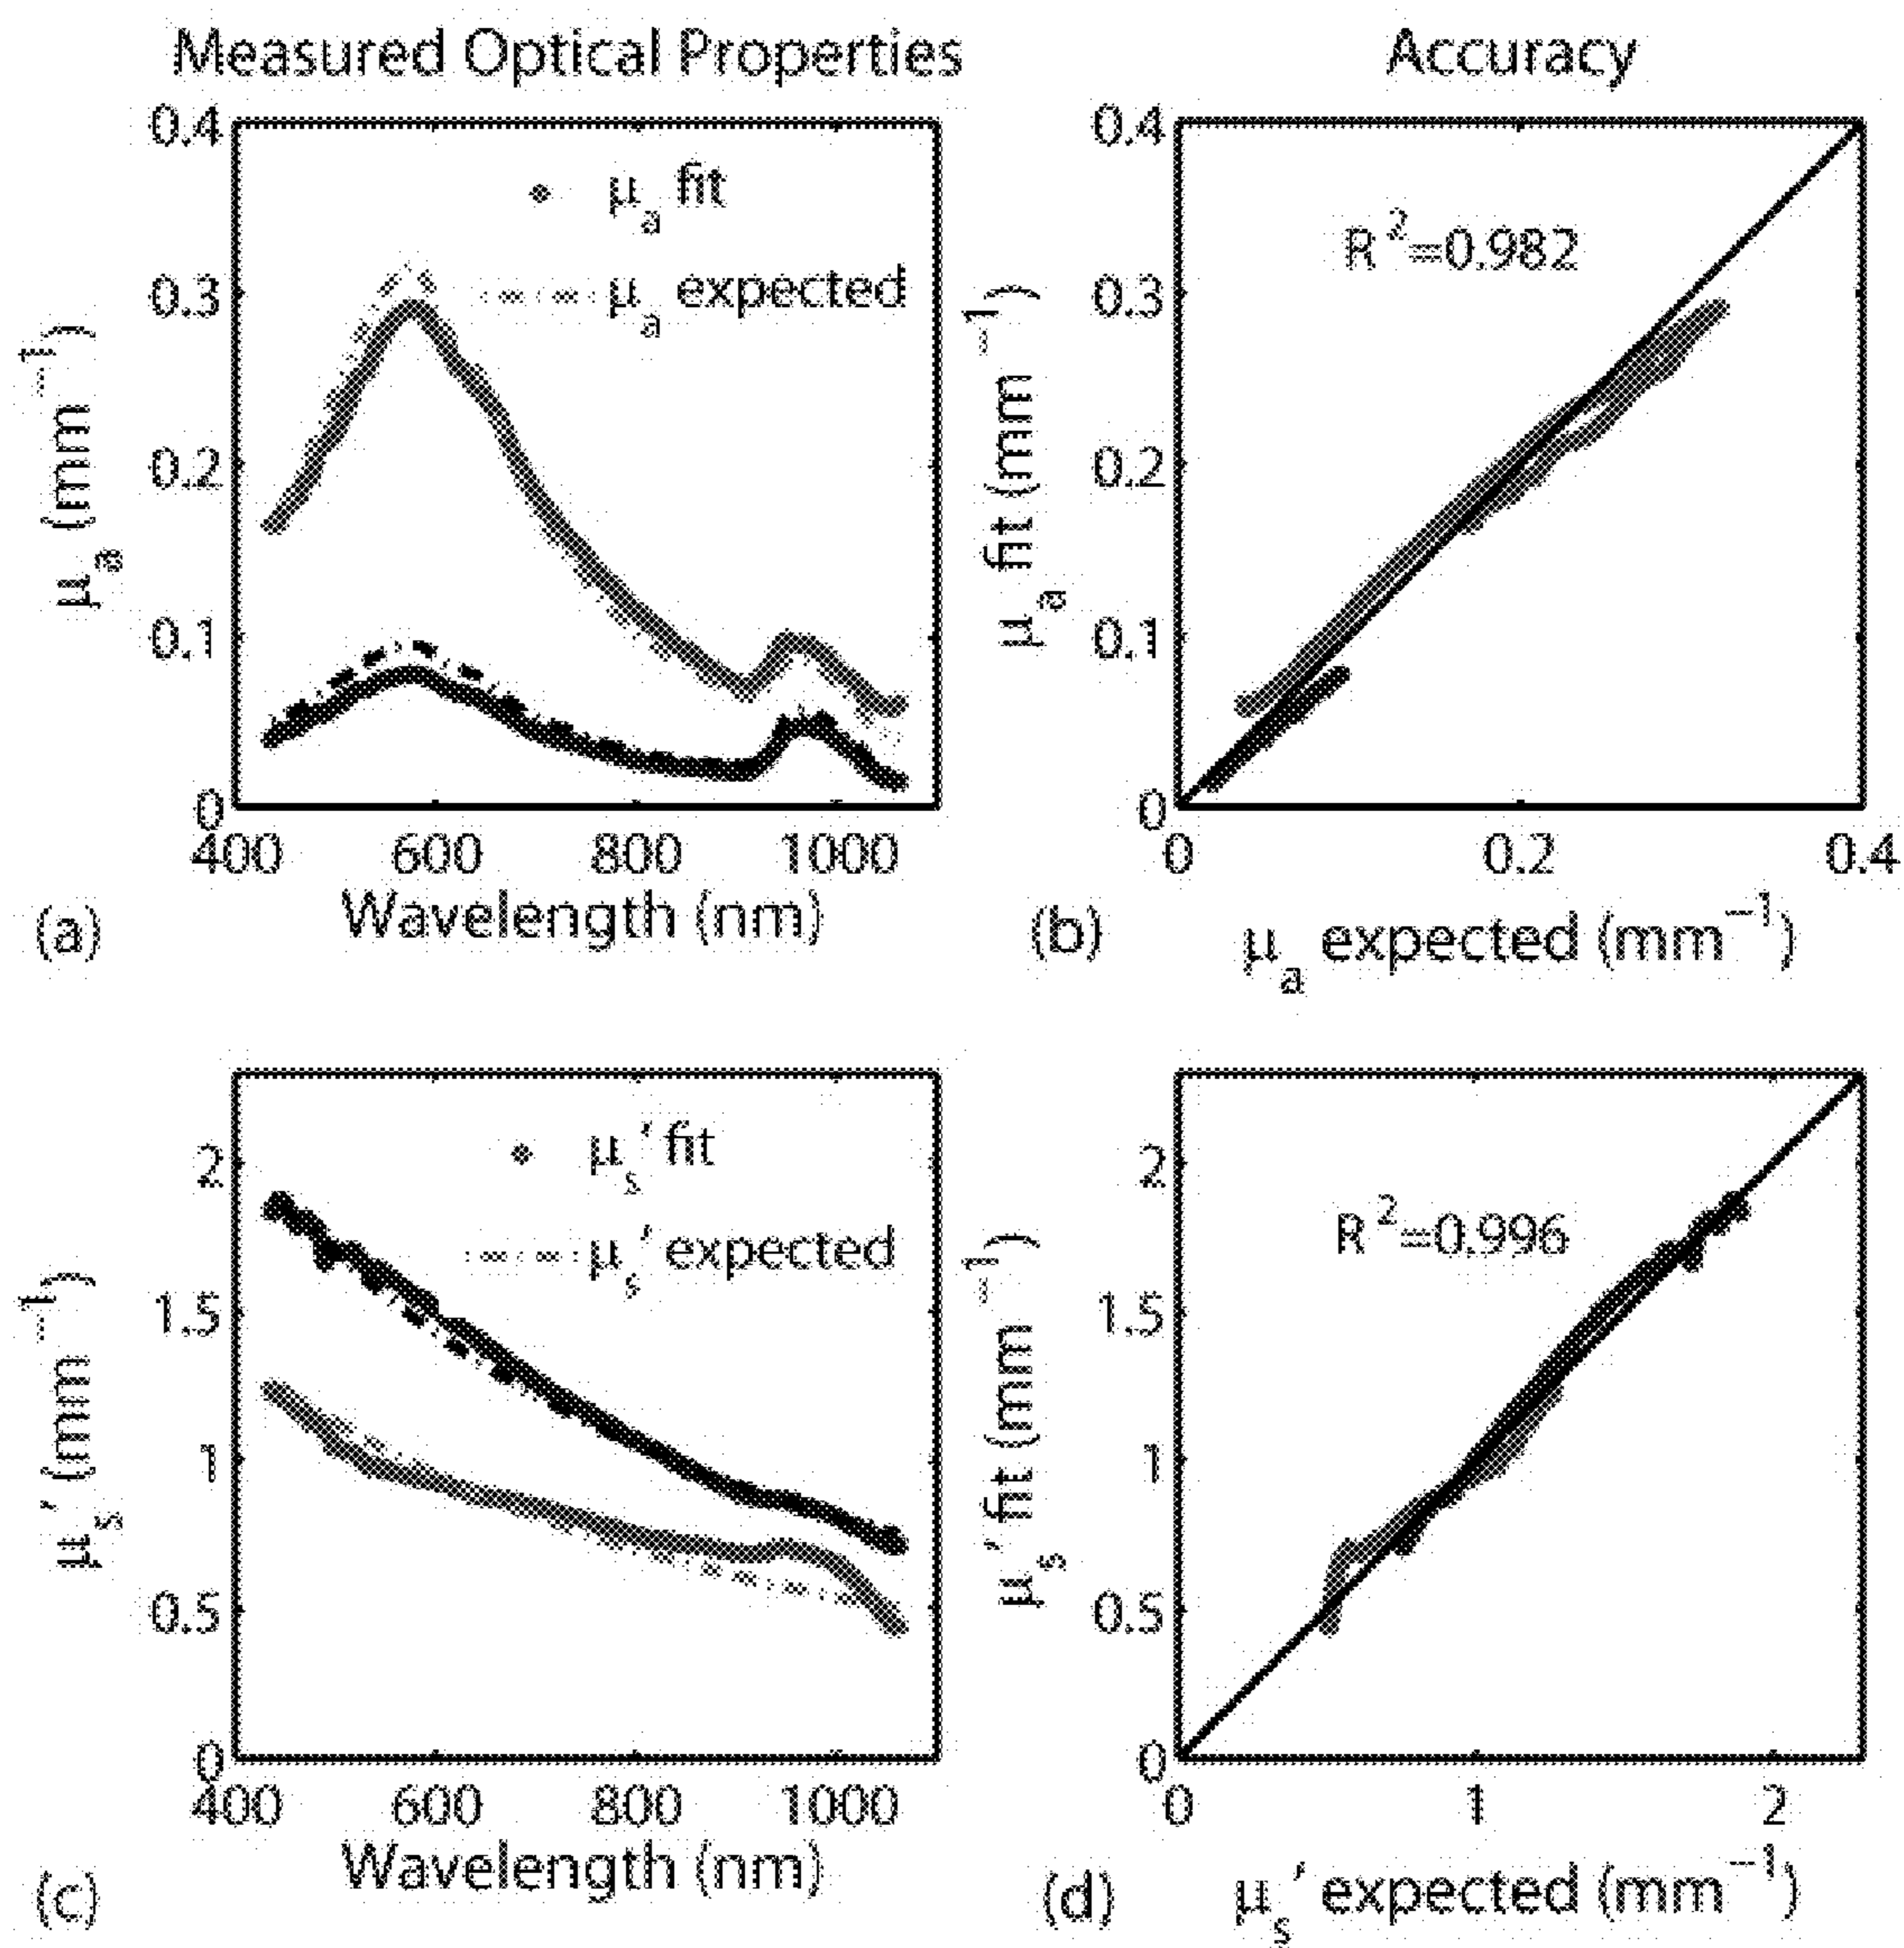 Measured Optical Properties
Accuracy
0.4
0.3
0.2
0.1
0
μa (mm−1)
μa fit
μa expected
400 600 800 1000
Wavelength (nm)
(a)
0.4
0.3
0.2
0.1
0
μa fit (mm−1)
R2=0.982
0 0.2 0.4
μa expected (mm−1)
(b)
2
1.5
1
0.5
0
μs' (mm−1)
μs' fit
μs' expected
400 600 800 1000
Wavelength (nm)
(c)
2
1.5
1
0.5
0
μs' fit (mm−1)
R2=0.996
0 1 2
μs' expected (mm−1)
(d)